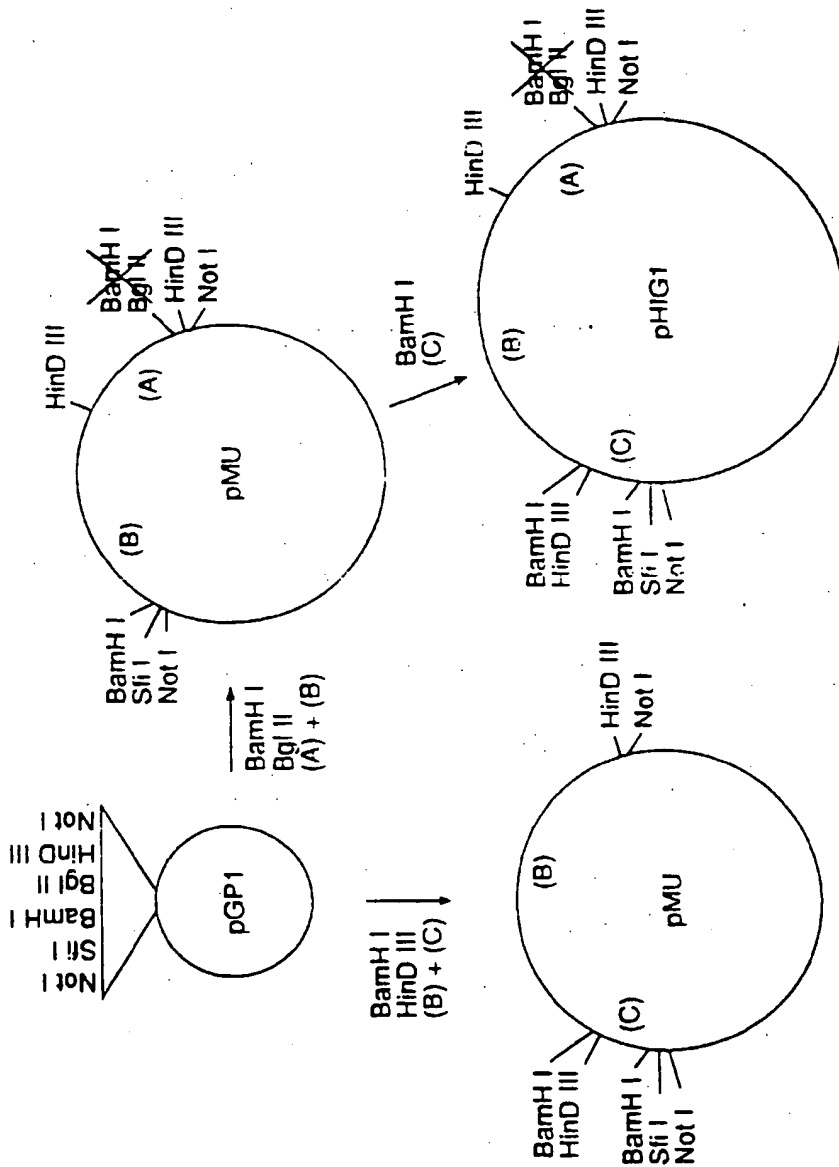 Not I
Sfi I
BamH I
Bgl II
HinD III
Not I
pGP1
BamH I
Bgl II
(A) + (B)
HinD III
BamH I
Bgl II
HinD III
Not I
(A)
(B)
pMU
BamH I
Sfi I
Not I
BamH I
HinD III
(B) + (C)
BamH I
(C)
HinD III
Not I
(B)
(C)
pMU
BamH I
HinD III
BamH I
Sfi I
Not I
HinD III
BamH I
Bgl II
HinD III
Not I
(A)
(B)
(C)
pHIG1
BamH I
HinD III
BamH I
Sfi I
Not I